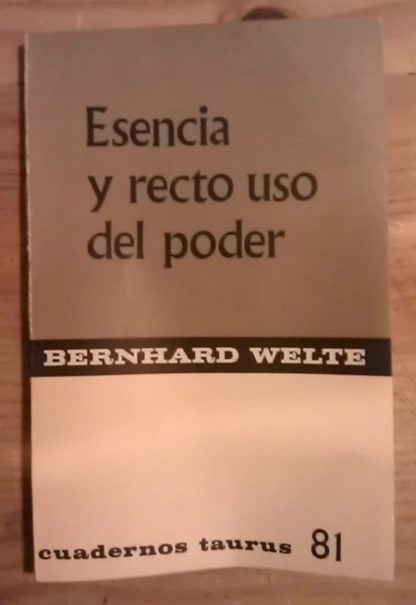 Esencia
y recto uso
del poder
BERNHARD WELTE
cuadernos taurus 81